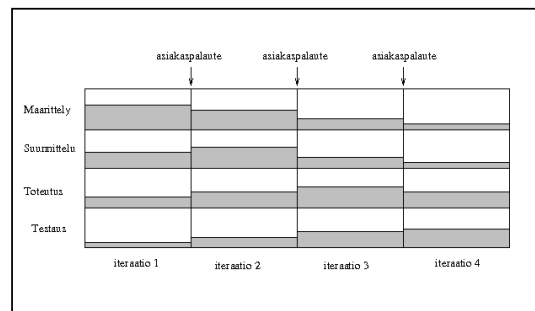 asiakaspalaute asiakaspalaute asiakaspalaute
Maarittely
Suunnittelu
Toteutus
Testaus
iteraatio 1 iteraatio 2 iteraatio 3 iteraatio 4